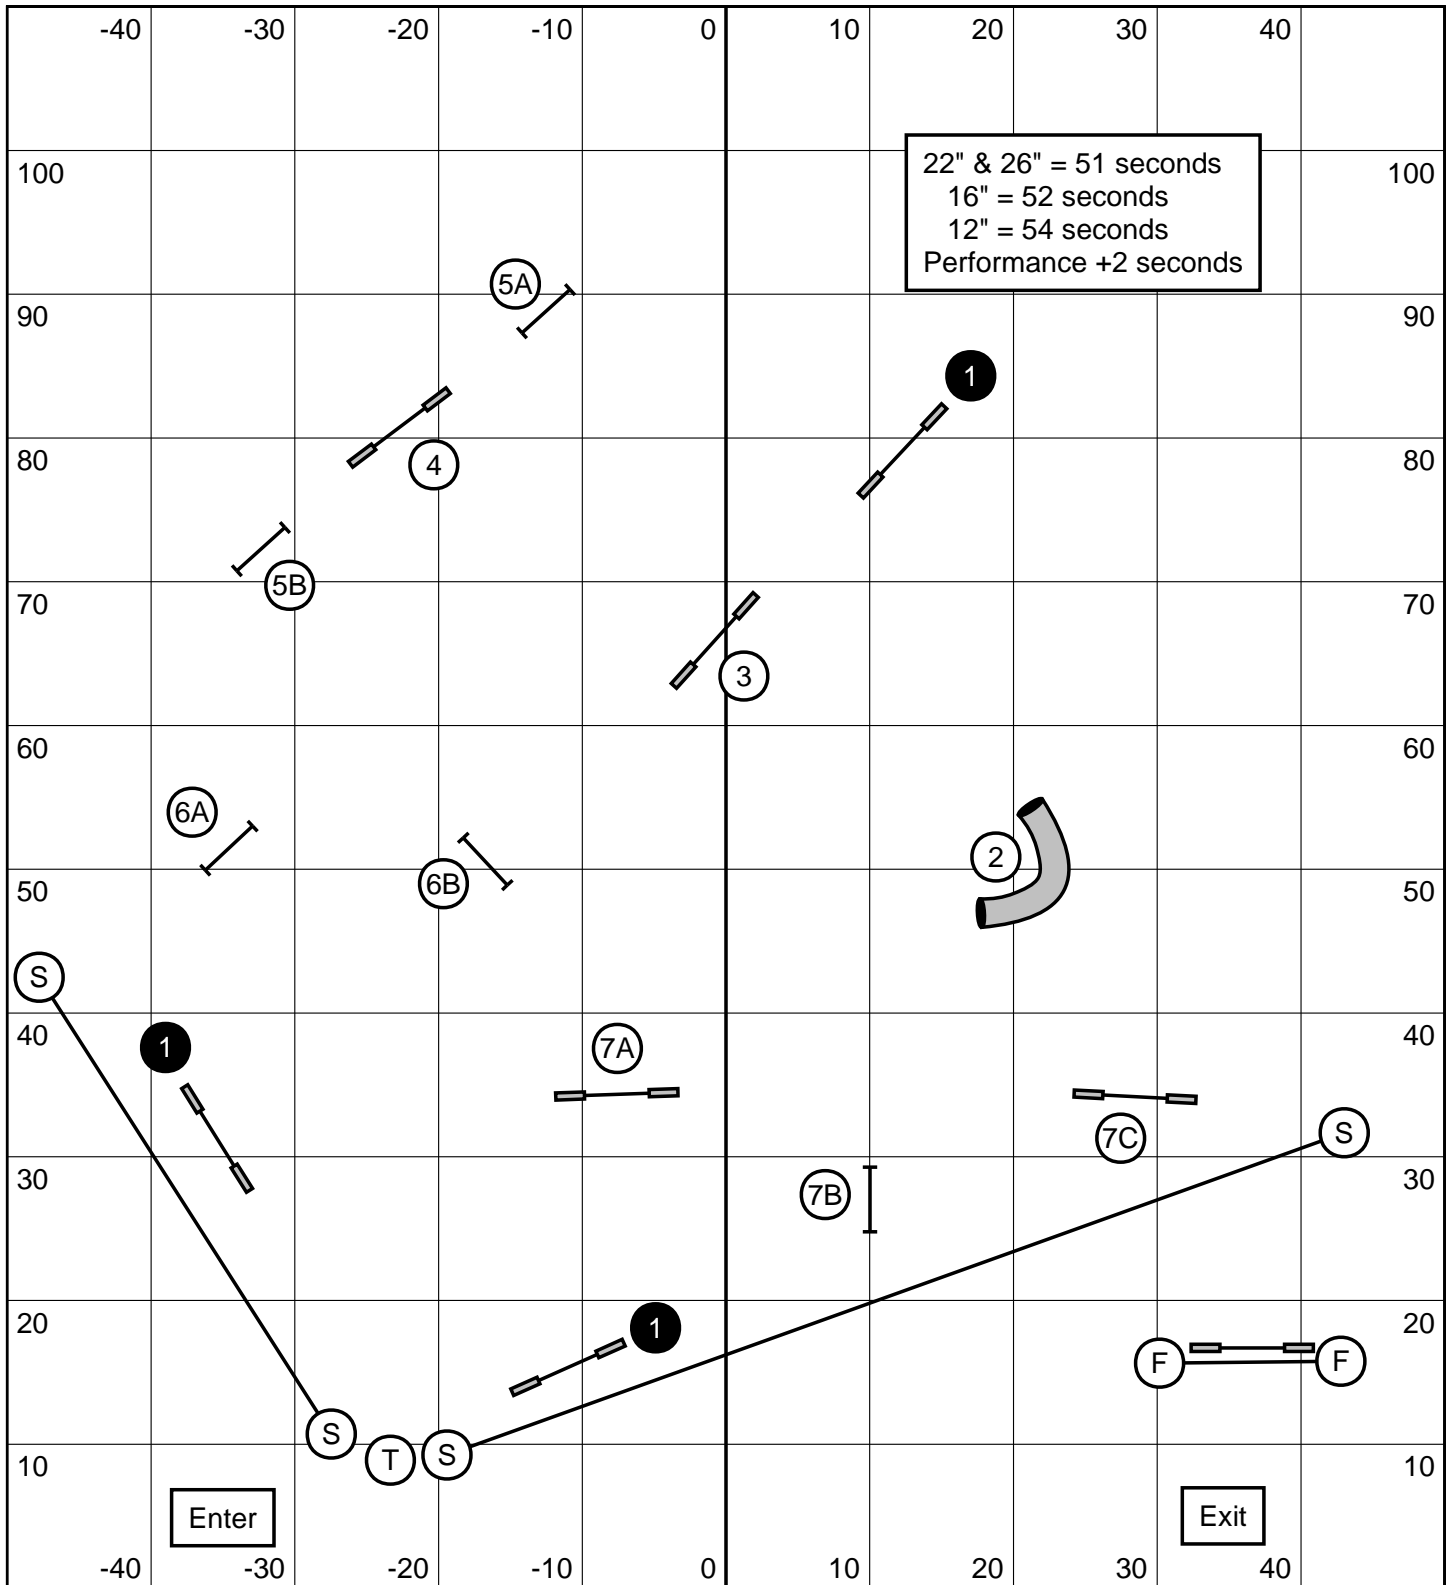 -40 -30 -20 -10 0 10 20 30 40
22" & 26" = 51 seconds
100 100
16" = 52 seconds
12" = 54 seconds
Performance +2 seconds
5A
90 90
1
80 4 80
5B
70 70
3
60 60
6A
2
50 6B 50
S
40 1 7A 40
7C S
30 7B 30
20 1 20
F F
S T S
10 10
Enter Exit
-40 -30 -20 -10 0 10 20 30 40